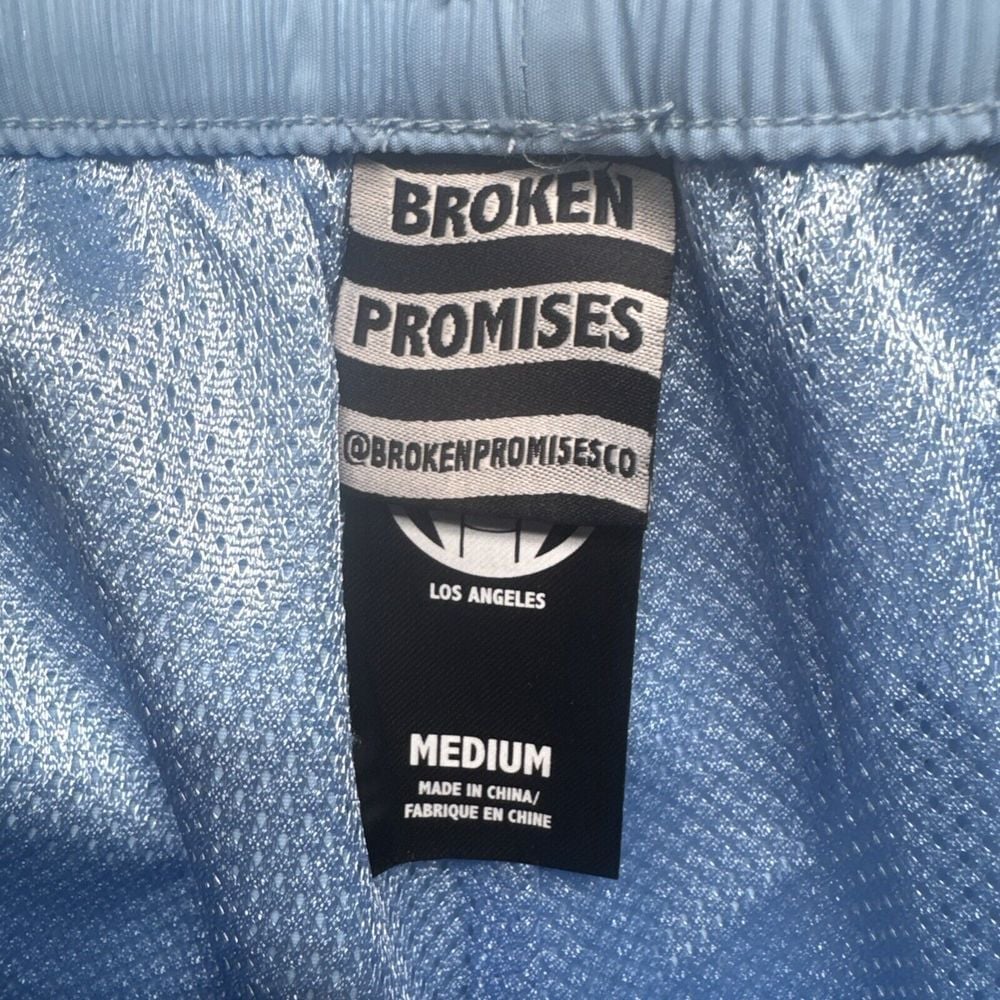 BROKEN
PROMISES
@BROKENPROMISESCO
LOS ANGELES
MEDIUM
MADE IN CHINA/
FABRIQUE EN CHINE